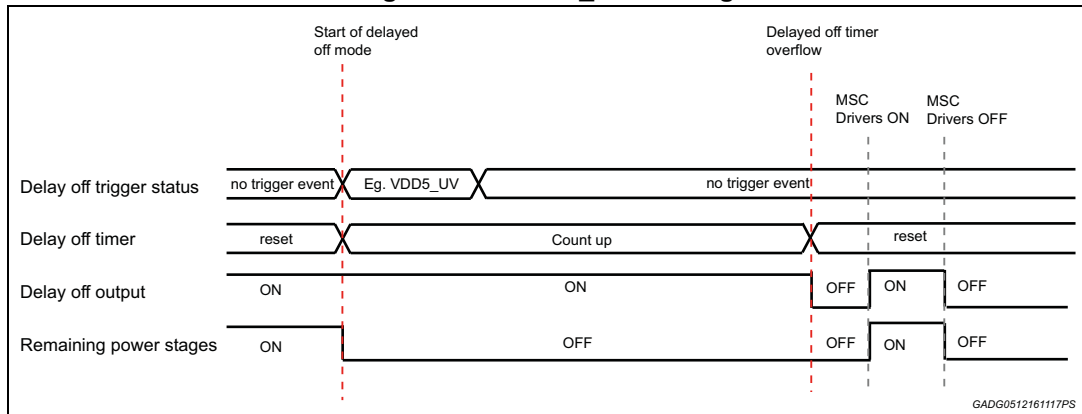 Start of delayed
off mode
Delayed off timer
overflow
MSC
Drivers ON
MSC
Drivers OFF
Delay off trigger status
no trigger event
Eg. VDD5_UV
no trigger event
Delay off timer
reset
Count up
reset
Delay off output
ON
ON
OFF
ON
OFF
Remaining power stages
ON
OFF
OFF
ON
OFF
GADG0512161117PS